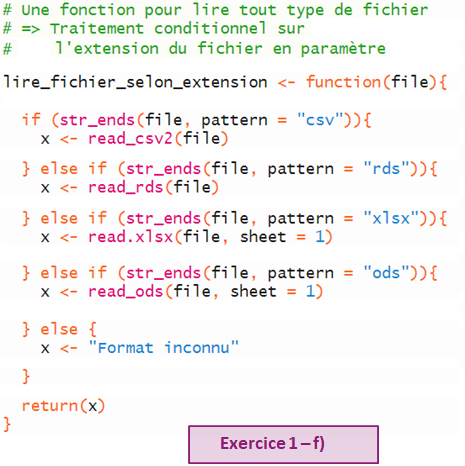 # Une fonction pour lire tout type de fichier
# => Traitement conditionnel sur
#    l'extension du fichier en paramètre
lire_fichier_selon_extension <- function(file){
  if (str_ends(file, pattern = "csv")){
    x <- read_csv2(file)
  } else if (str_ends(file, pattern = "rds")){
    x <- read_rds(file)
  } else if (str_ends(file, pattern = "xlsx")){
    x <- read.xlsx(file, sheet = 1)
  } else if (str_ends(file, pattern = "ods")){
    x <- read_ods(file, sheet = 1)
  } else {
    x <- "Format inconnu"
  }
  return(x)
}
Exercice 1 – f)